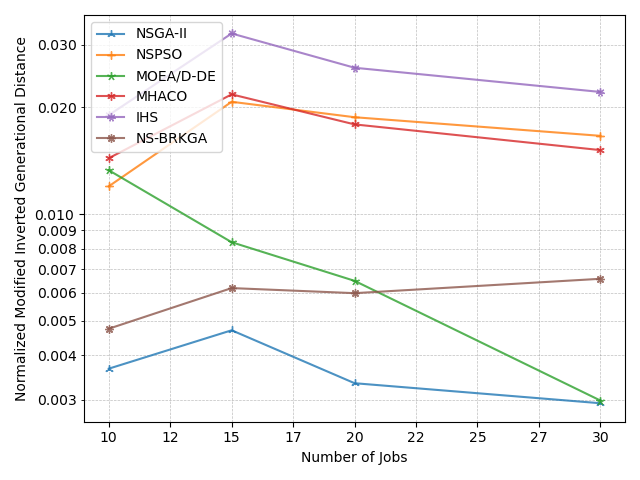 Normalized Modified Inverted Generational Distance
0.030
0.020
0.010
0.009
0.008
0.007
0.006
0.005
0.004
0.003
NSGA-II
NSPSO
MOEA/D-DE
MHACO
IHS
NS-BRKGA
10 12 15 17 20 22 25 27 30
Number of Jobs